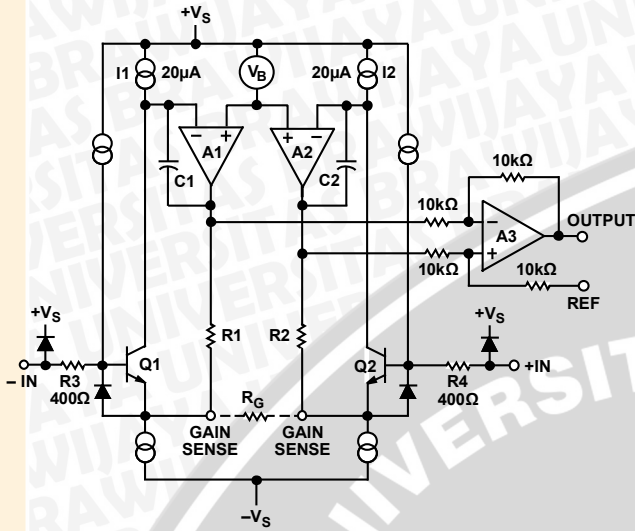 +VS
I1
20µA
VB
20µA
I2
A1
A2
C1
C2
10kΩ
10kΩ
A3
OUTPUT
10kΩ
10kΩ
REF
+VS
+VS
R1
R2
– IN
R3
400Ω
Q1
Q2
R4
400Ω
+IN
RG
GAIN
SENSE
GAIN
SENSE
–VS